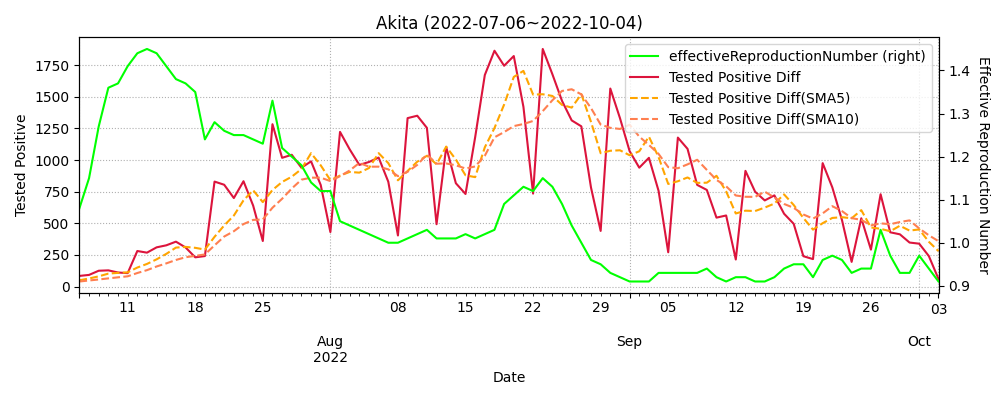 Akita (2022-07-06~2022-10-04)
effectiveReproductionNumber (right)
Tested Positive Diff
Tested Positive Diff(SMA5)
Tested Positive Diff(SMA10)
Tested Positive
1750
1500
1250
1000
750
500
250
0
Effective Reproduction Number
1.4
1.3
1.2
1.1
1.0
0.9
11 18 25 08 15 22 29 05 12 19 26 03
Aug Sep Oct
2022
Date